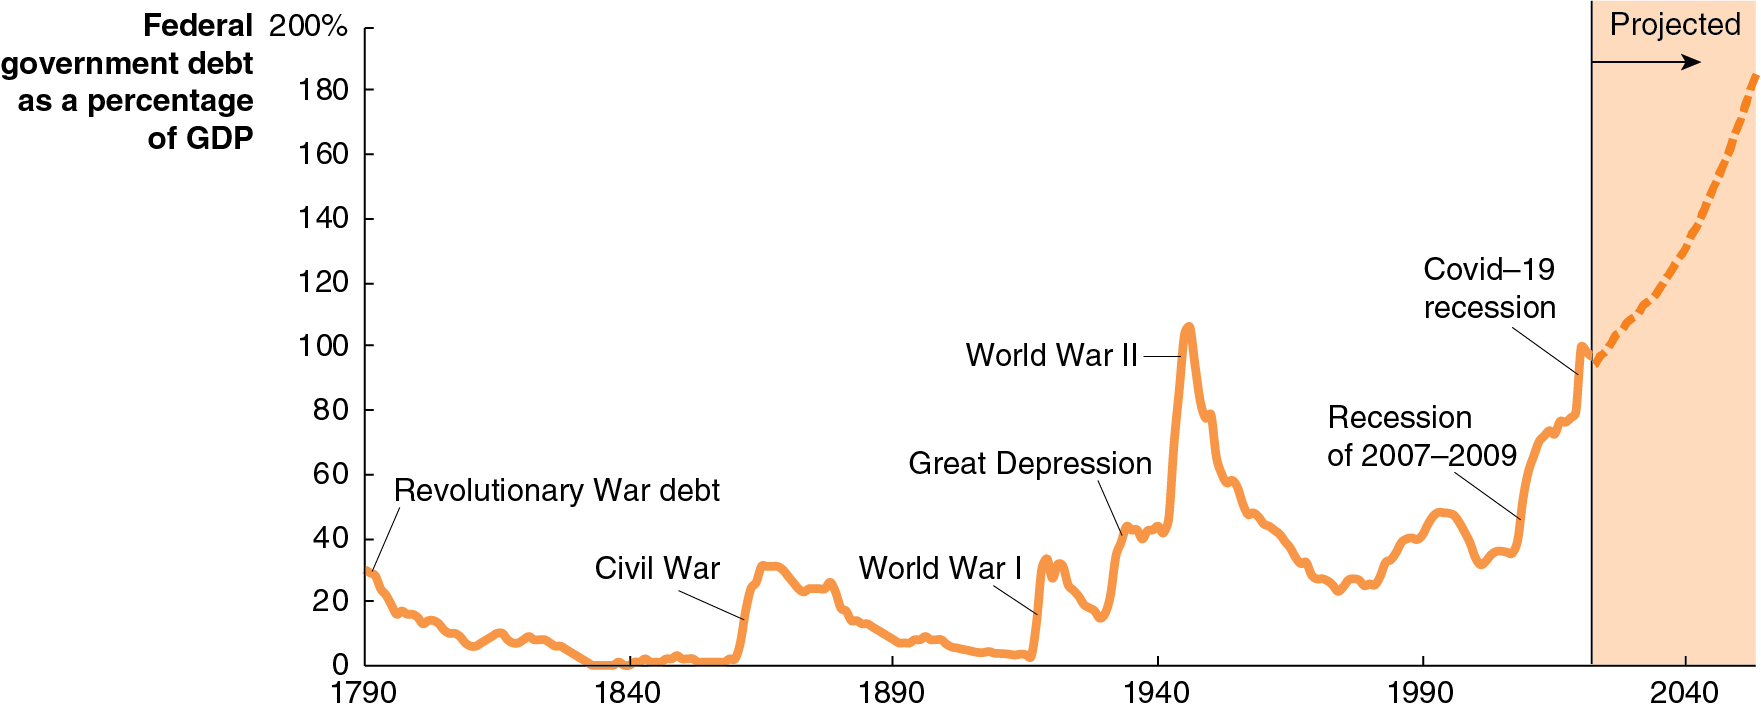 Federal
government debt
as a percentage
of GDP
200%
180
160
140
120
100
80
60
40
20
0
Projected
Covid–19
recession
World War II
Recession
of 2007–2009
Great Depression
Revolutionary War debt
Civil War
World War I
1790
1840
1890
1940
1990
2040